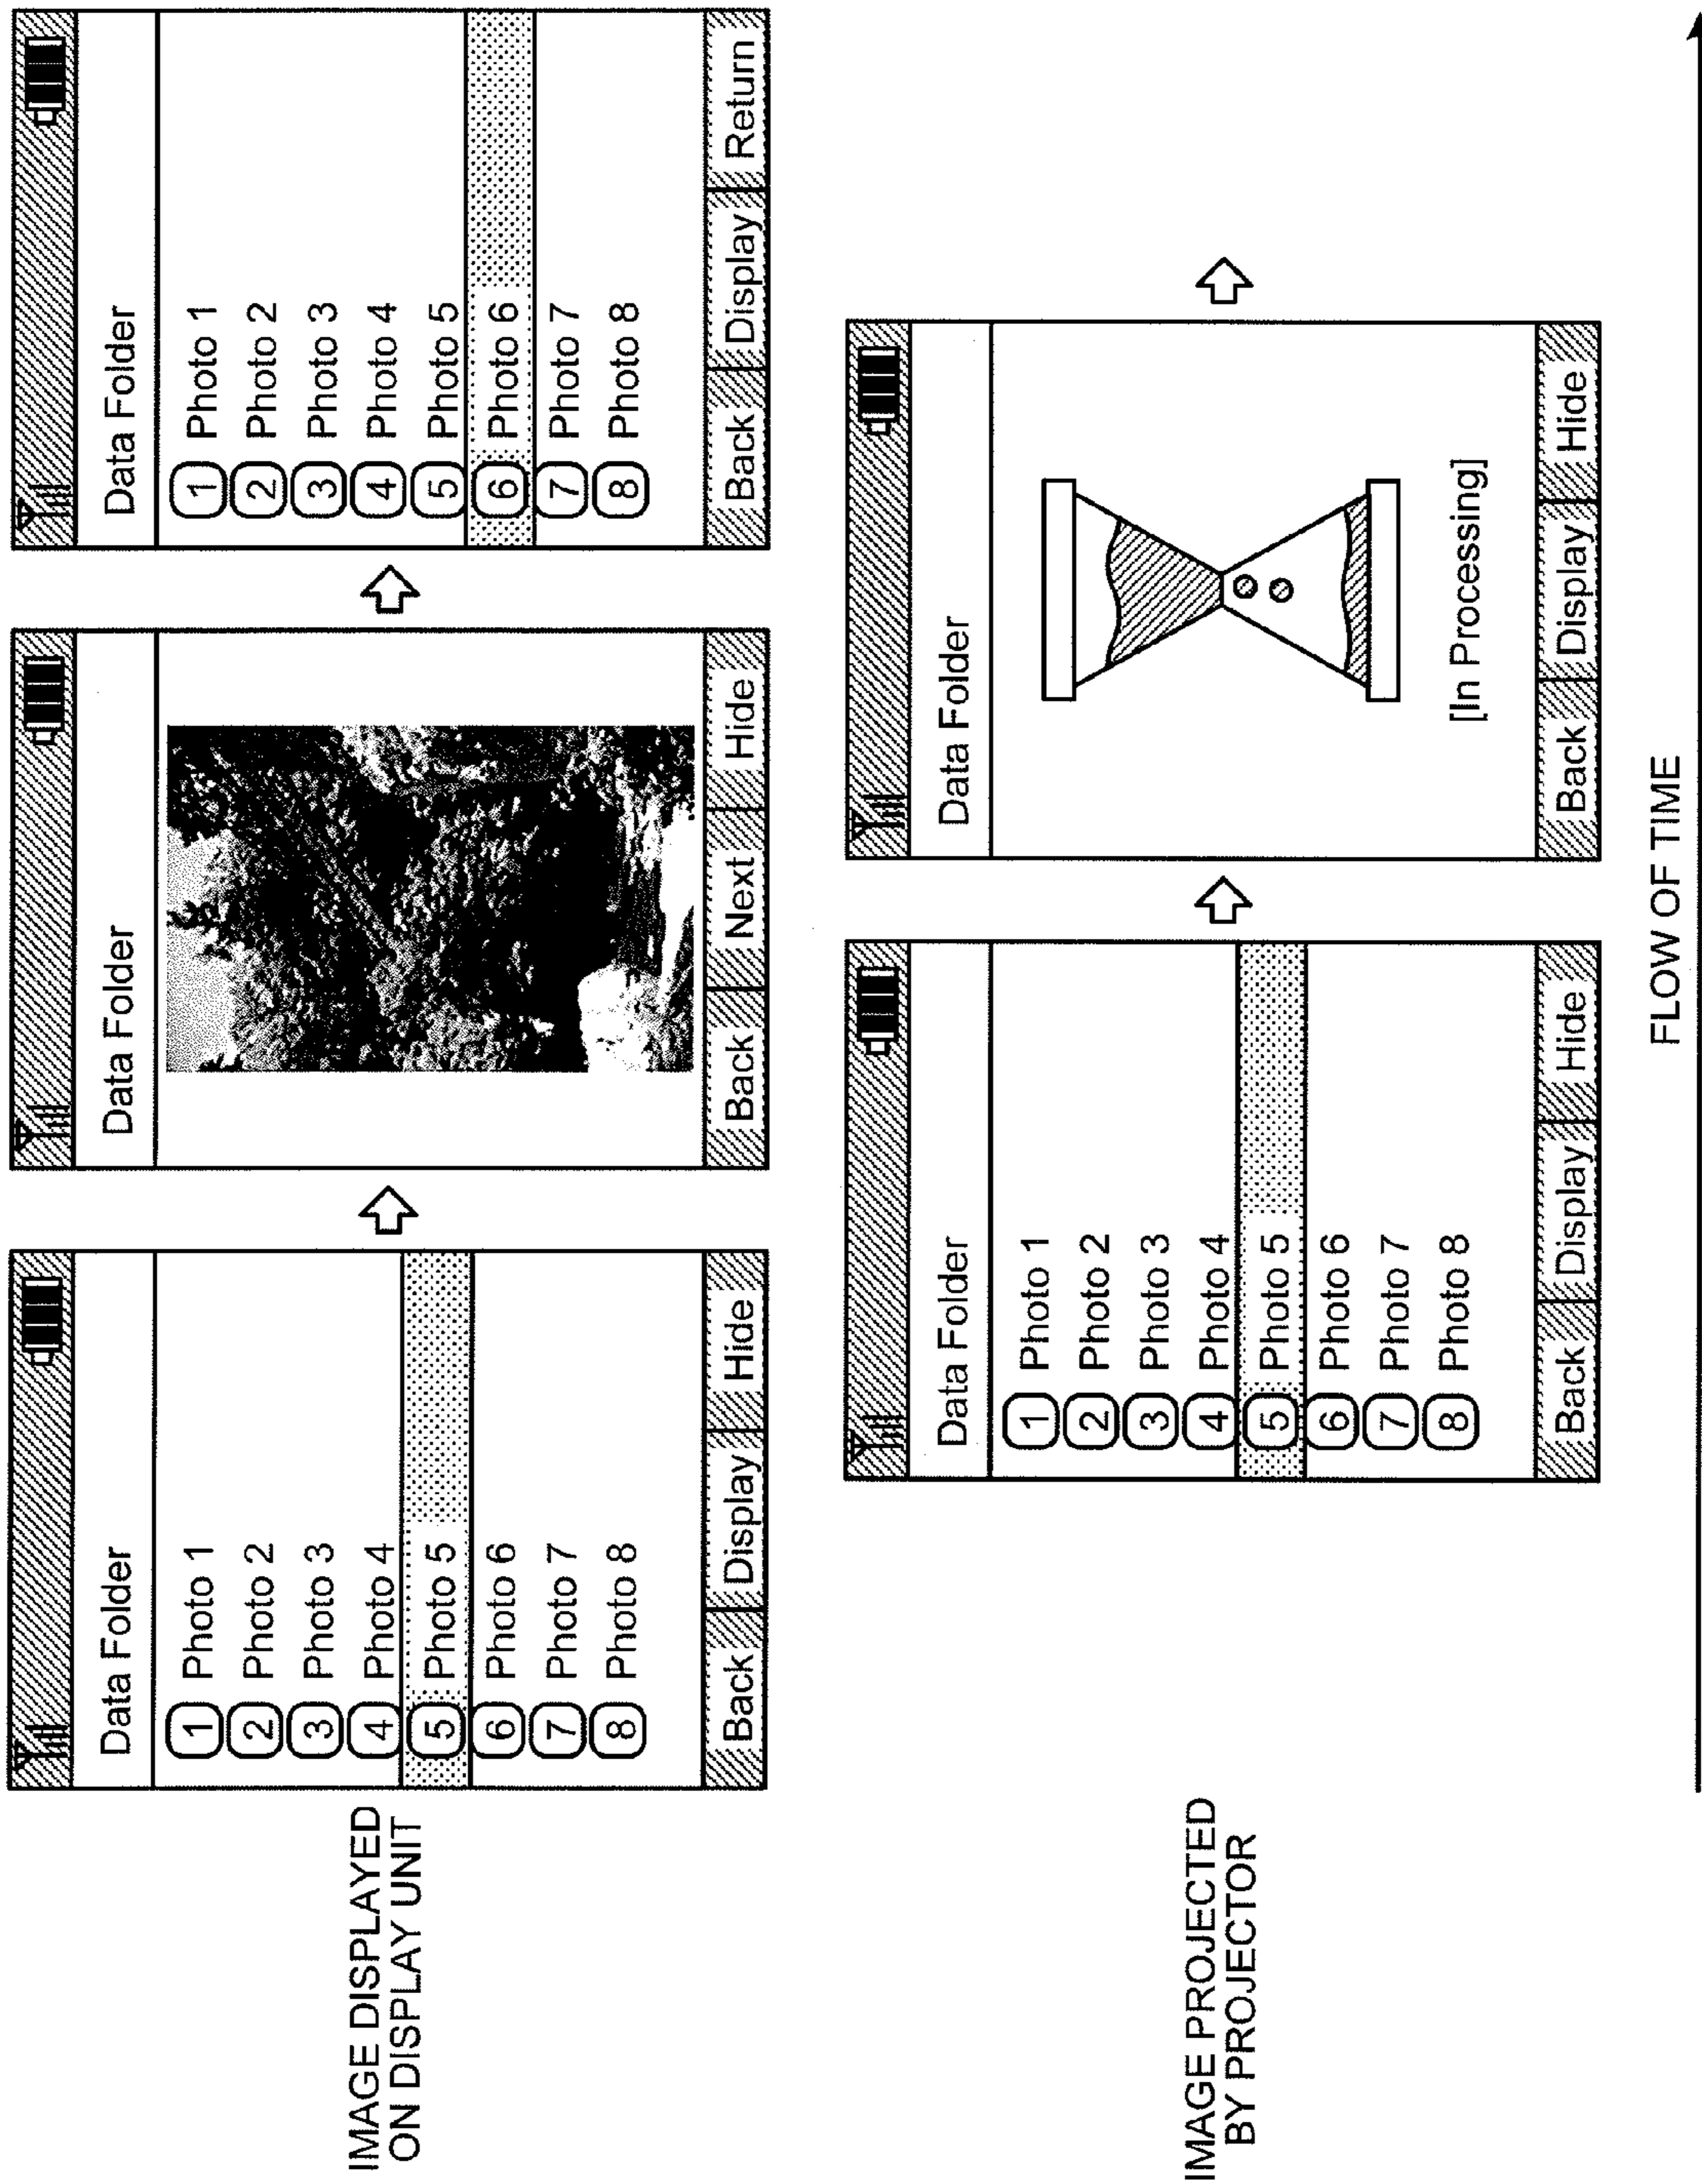 IMAGE DISPLAYED
ON DISPLAY UNIT
Data Folder
1 Photo 1
2 Photo 2
3 Photo 3
4 Photo 4
5 Photo 5
6 Photo 6
7 Photo 7
8 Photo 8
Back Display Hide
Data Folder
Back Next Hide
Data Folder
1 Photo 1
2 Photo 2
3 Photo 3
4 Photo 4
5 Photo 5
6 Photo 6
7 Photo 7
8 Photo 8
Back Display Return
IMAGE PROJECTED
BY PROJECTOR
Data Folder
1 Photo 1
2 Photo 2
3 Photo 3
4 Photo 4
5 Photo 5
6 Photo 6
7 Photo 7
8 Photo 8
Back Display Hide
Data Folder
[In Processing]
Back Display Hide
FLOW OF TIME